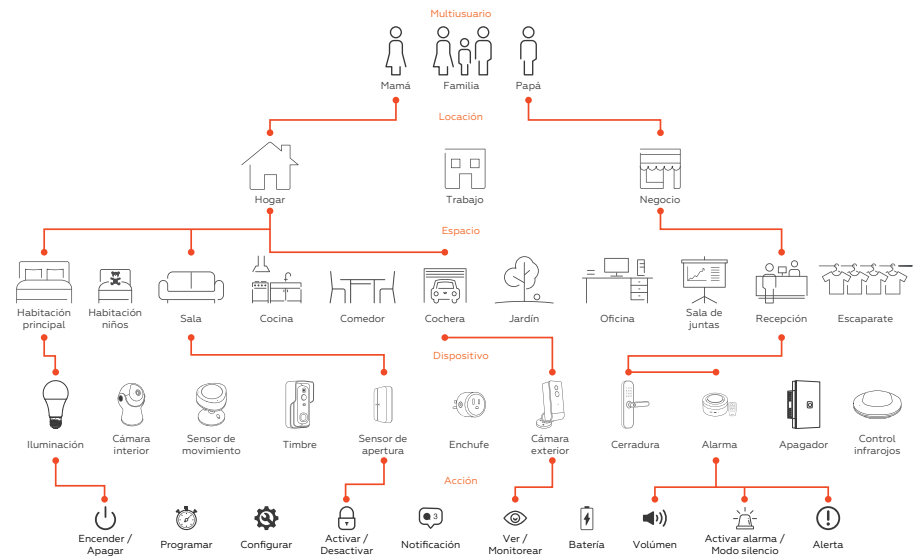 Multiusuario
Mamá
Familia
Papá
Locación
Hogar
Trabajo
Negocio
Espacio
Habitación
principal
Habitación
niños
Sala
Cocina
Comedor
Cochera
Jardín
Oficina
Sala de
juntas
Recepción
Escaparate
Dispositivo
Iluminación
Cámara
interior
Sensor de
movimiento
Timbre
Sensor de
apertura
Enchufe
Cámara
exterior
Cerradura
Alarma
Apagador
Control
infrarojos
Acción
Encender /
Apagar
Programar
Configurar
Activar /
Desactivar
3
Notificación
Ver /
Monitorear
Batería
Volúmen
Activar alarma /
Modo silencio
Alerta